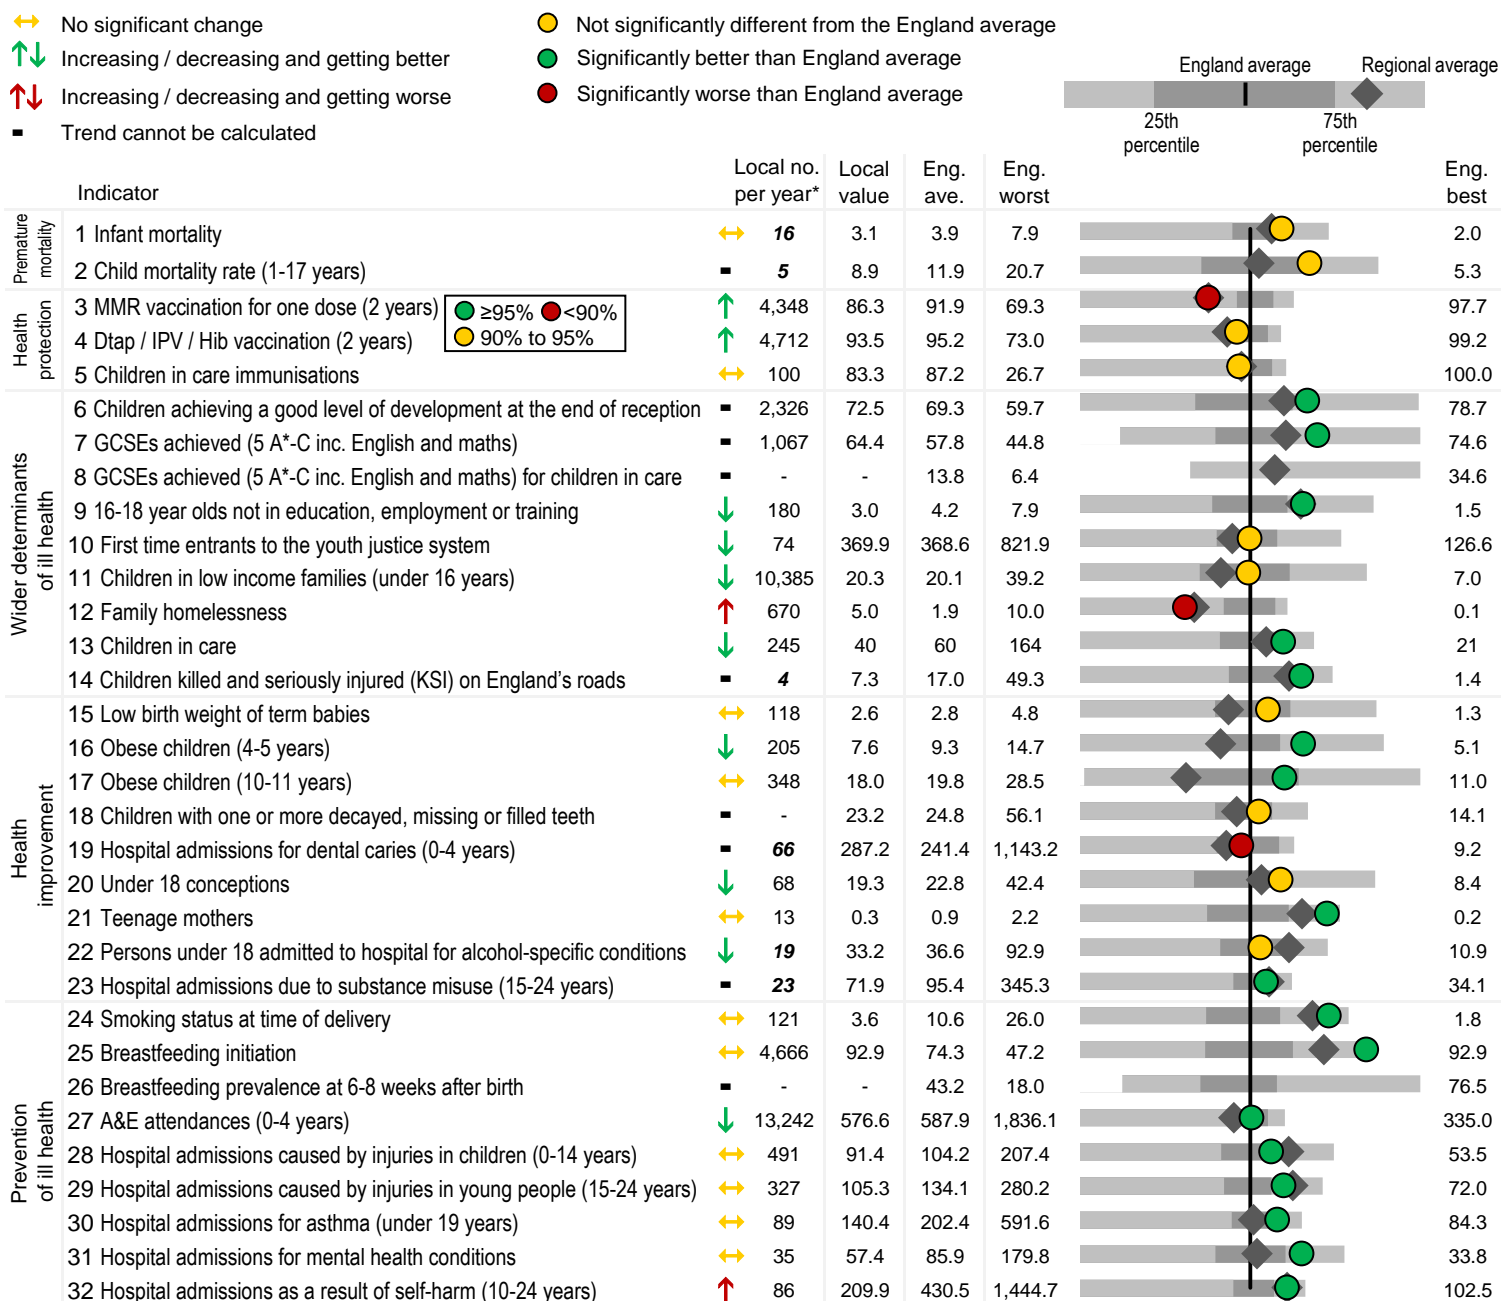 No significant change
Not significantly different from the England average
Increasing / decreasing and getting better
Significantly better than England average
Increasing / decreasing and getting worse
Significantly worse than England average
Trend cannot be calculated
England average Regional average
25th percentile
75th percentile
Indicator
Local no. per year*
Local value
Eng. ave.
Eng. worst
Eng. best
Premature mortality
1 Infant mortality 16 3.1 3.9 7.9 2.0
2 Child mortality rate (1-17 years) - 5 8.9 11.9 20.7 5.3
Health protection
3 MMR vaccination for one dose (2 years) 4,348 86.3 91.9 69.3 97.7
≥95% <90%
90% to 95%
4 Dtap / IPV / Hib vaccination (2 years) 4,712 93.5 95.2 73.0 99.2
5 Children in care immunisations 100 83.3 87.2 26.7 100.0
Wider determinants of ill health
6 Children achieving a good level of development at the end of reception - 2,326 72.5 69.3 59.7 78.7
7 GCSEs achieved (5 A*-C inc. English and maths) - 1,067 64.4 57.8 44.8 74.6
8 GCSEs achieved (5 A*-C inc. English and maths) for children in care - - - 13.8 6.4 34.6
9 16-18 year olds not in education, employment or training 180 3.0 4.2 7.9 1.5
10 First time entrants to the youth justice system 74 369.9 368.6 821.9 126.6
11 Children in low income families (under 16 years) 10,385 20.3 20.1 39.2 7.0
12 Family homelessness 670 5.0 1.9 10.0 0.1
13 Children in care 245 40 60 164 21
14 Children killed and seriously injured (KSI) on England's roads - 4 7.3 17.0 49.3 1.4
Health improvement
15 Low birth weight of term babies 118 2.6 2.8 4.8 1.3
16 Obese children (4-5 years) 205 7.6 9.3 14.7 5.1
17 Obese children (10-11 years) 348 18.0 19.8 28.5 11.0
18 Children with one or more decayed, missing or filled teeth - - 23.2 24.8 56.1 14.1
19 Hospital admissions for dental caries (0-4 years) - 66 287.2 241.4 1,143.2 9.2
20 Under 18 conceptions 68 19.3 22.8 42.4 8.4
21 Teenage mothers 13 0.3 0.9 2.2 0.2
22 Persons under 18 admitted to hospital for alcohol-specific conditions 19 33.2 36.6 92.9 10.9
23 Hospital admissions due to substance misuse (15-24 years) - 23 71.9 95.4 345.3 34.1
Prevention of ill health
24 Smoking status at time of delivery 121 3.6 10.6 26.0 1.8
25 Breastfeeding initiation 4,666 92.9 74.3 47.2 92.9
26 Breastfeeding prevalence at 6-8 weeks after birth - - - 43.2 18.0 76.5
27 A&E attendances (0-4 years) 13,242 576.6 587.9 1,836.1 335.0
28 Hospital admissions caused by injuries in children (0-14 years) 491 91.4 104.2 207.4 53.5
29 Hospital admissions caused by injuries in young people (15-24 years) 327 105.3 134.1 280.2 72.0
30 Hospital admissions for asthma (under 19 years) 89 140.4 202.4 591.6 84.3
31 Hospital admissions for mental health conditions 35 57.4 85.9 179.8 33.8
32 Hospital admissions as a result of self-harm (10-24 years) 86 209.9 430.5 1,444.7 102.5